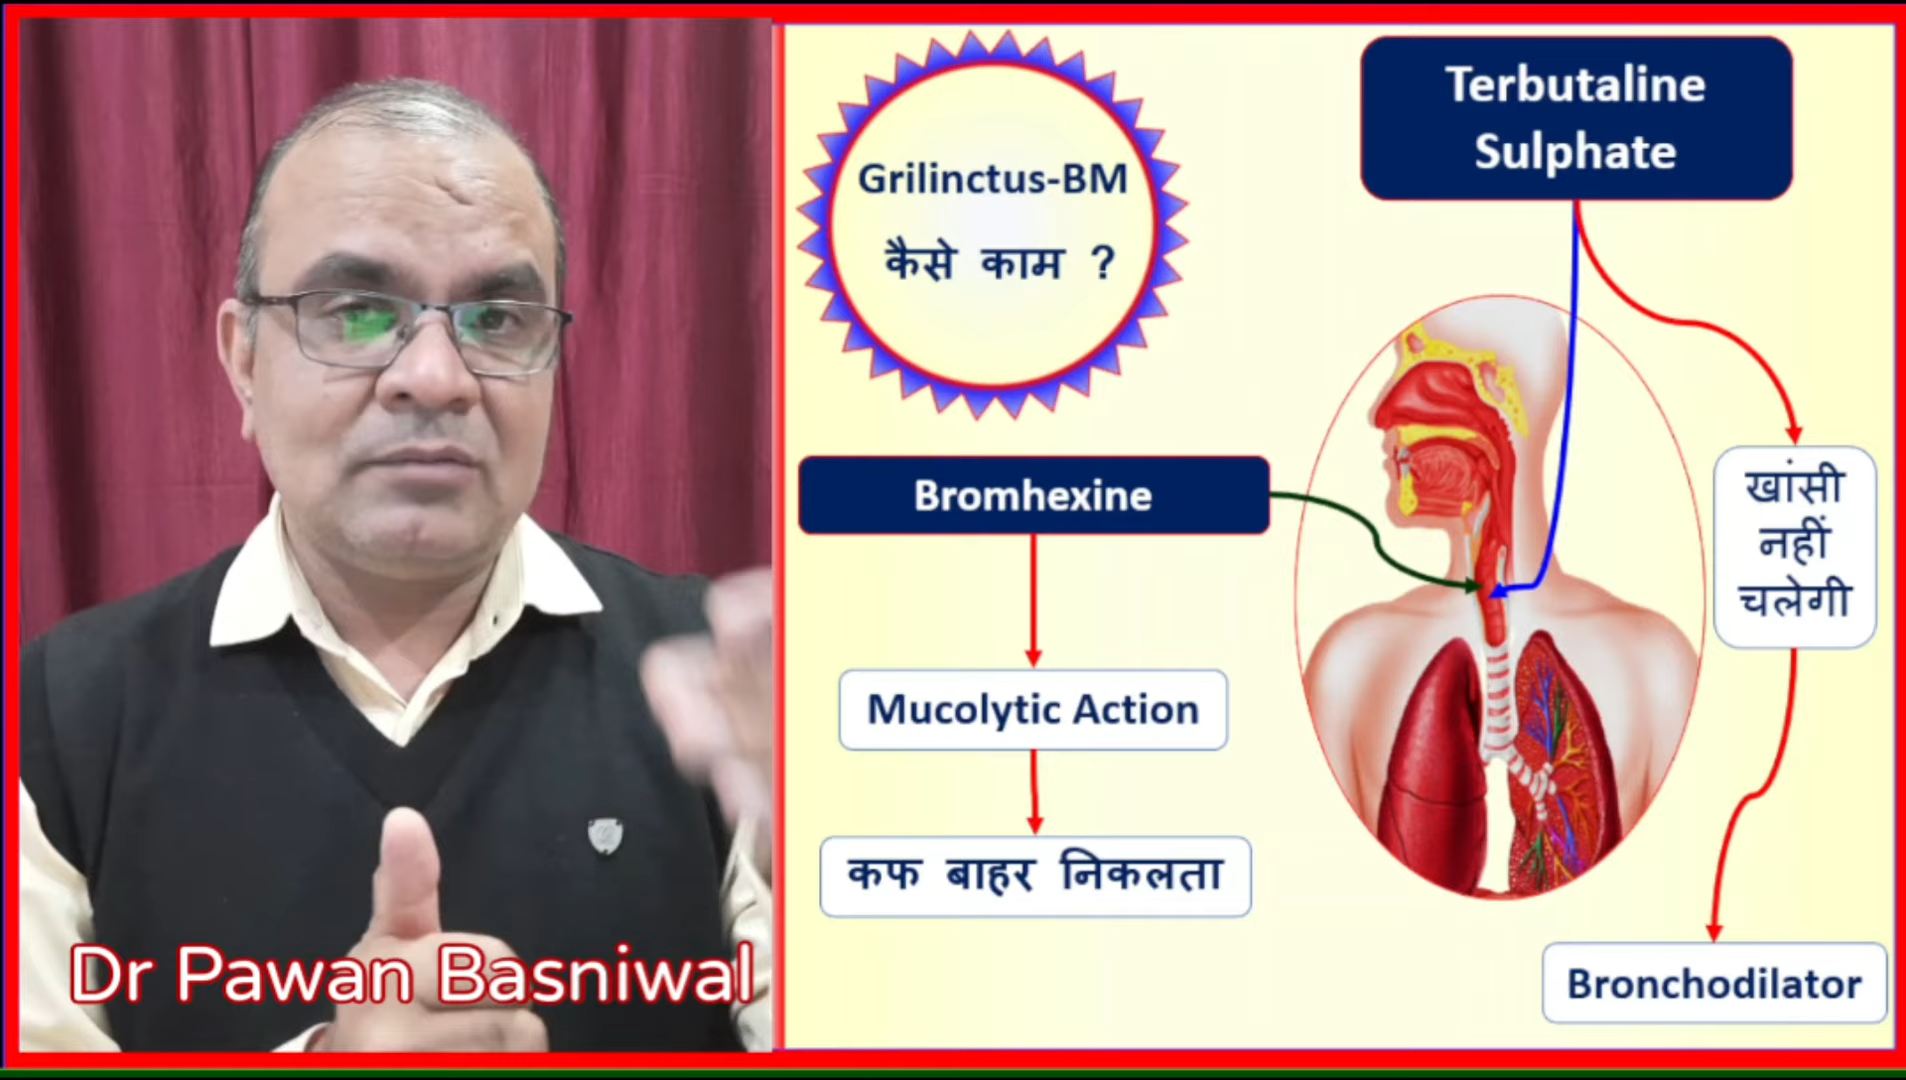 Grilinctus-BM
कैसे काम ?
Terbutaline
Sulphate
Bromhexine
खांसी
नहीं
चलेगी
Mucolytic Action
कफ बाहर निकलता
Bronchodilator
Dr Pawan Basniwal